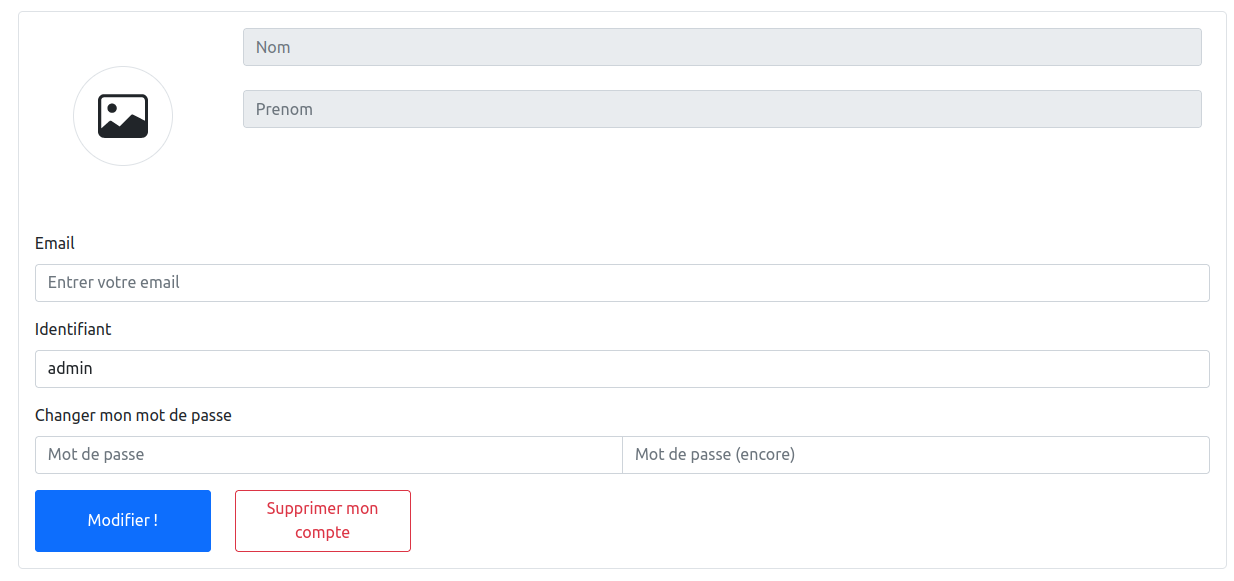 Nom
Prenom
Email
Entrer votre email
Identifiant
admin
Changer mon mot de passe
Mot de passe
Mot de passe (encore)
Modifier !
Supprimer mon
compte